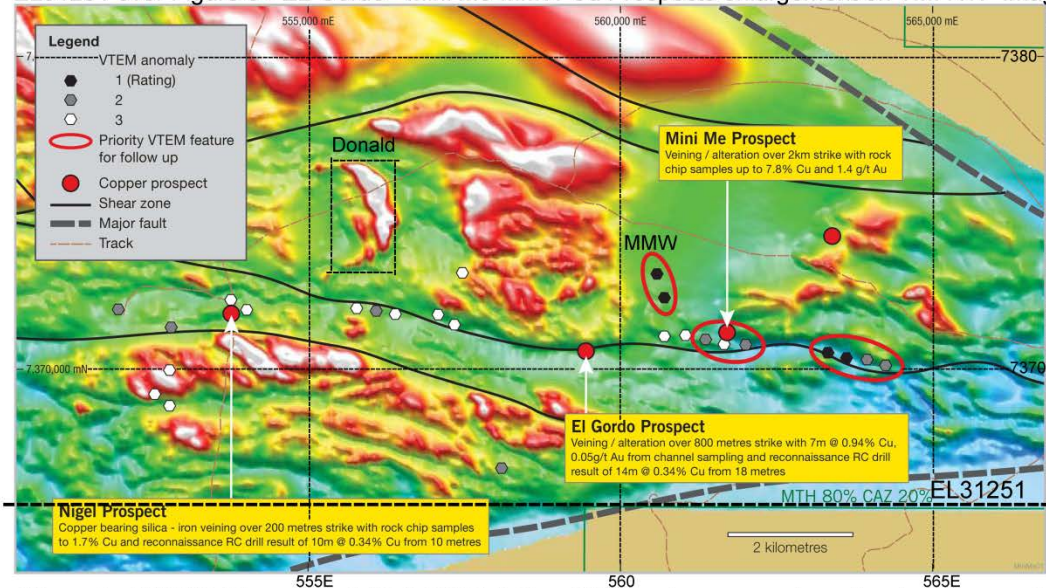 555,000 mE
560,000 mE
565,000 mE
Legend
VTEM anomaly
1 (Rating)
2
3
Priority VTEM feature
for follow up
Copper prospect
Shear zone
Major fault
Track
7380
Donald
Mini Me Prospect
Veining / alteration over 2km strike with rock
chip samples up to 7.8% Cu and 1.4 g/t Au
MMW
7,370,000 mN
7370
El Gordo Prospect
Veining / alteration over 800 metres strike with 7m @ 0.94% Cu,
0.05g/t Au from channel sampling and reconnaissance RC drill
result of 14m @ 0.34% Cu from 18 metres
MTH 80% CAZ 20%
EL31251
Nigel Prospect
Copper bearing silica - iron veining over 200 metres strike with rock chip samples
to 1.7% Cu and reconnaissance RC drill result of 10m @ 0.34% Cu from 10 metres
2 kilometres
555E
560
565E